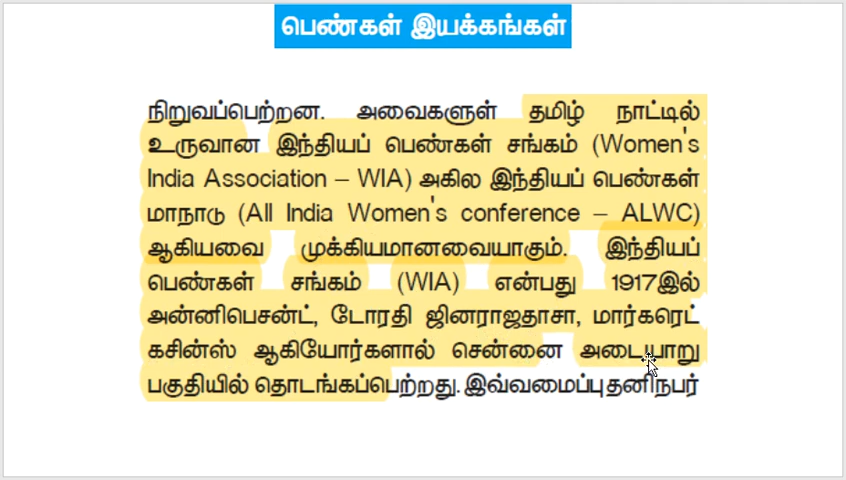 பெண்கள் இயக்கங்கள்
நிறுவப்பெற்றன. அவைகளுள் தமிழ் நாட்டில்
உருவான இந்தியப் பெண்கள் சங்கம் (Women's
India Association – WIA) அகில இந்தியப் பெண்கள்
மாநாடு (All India Women's conference – ALWC)
ஆகியவை முக்கியமானவையாகும். இந்தியப்
பெண்கள் சங்கம் (WIA) என்பது 1917இல்
அன்னிபெசன்ட், டோரதி ஜினராஜதாசா, மார்கரெட்
கசின்ஸ் ஆகியோர்களால் சென்னை அடையாறு
பகுதியில் தொடங்கப்பெற்றது. இவ்வமைப்பு தனிநபர்